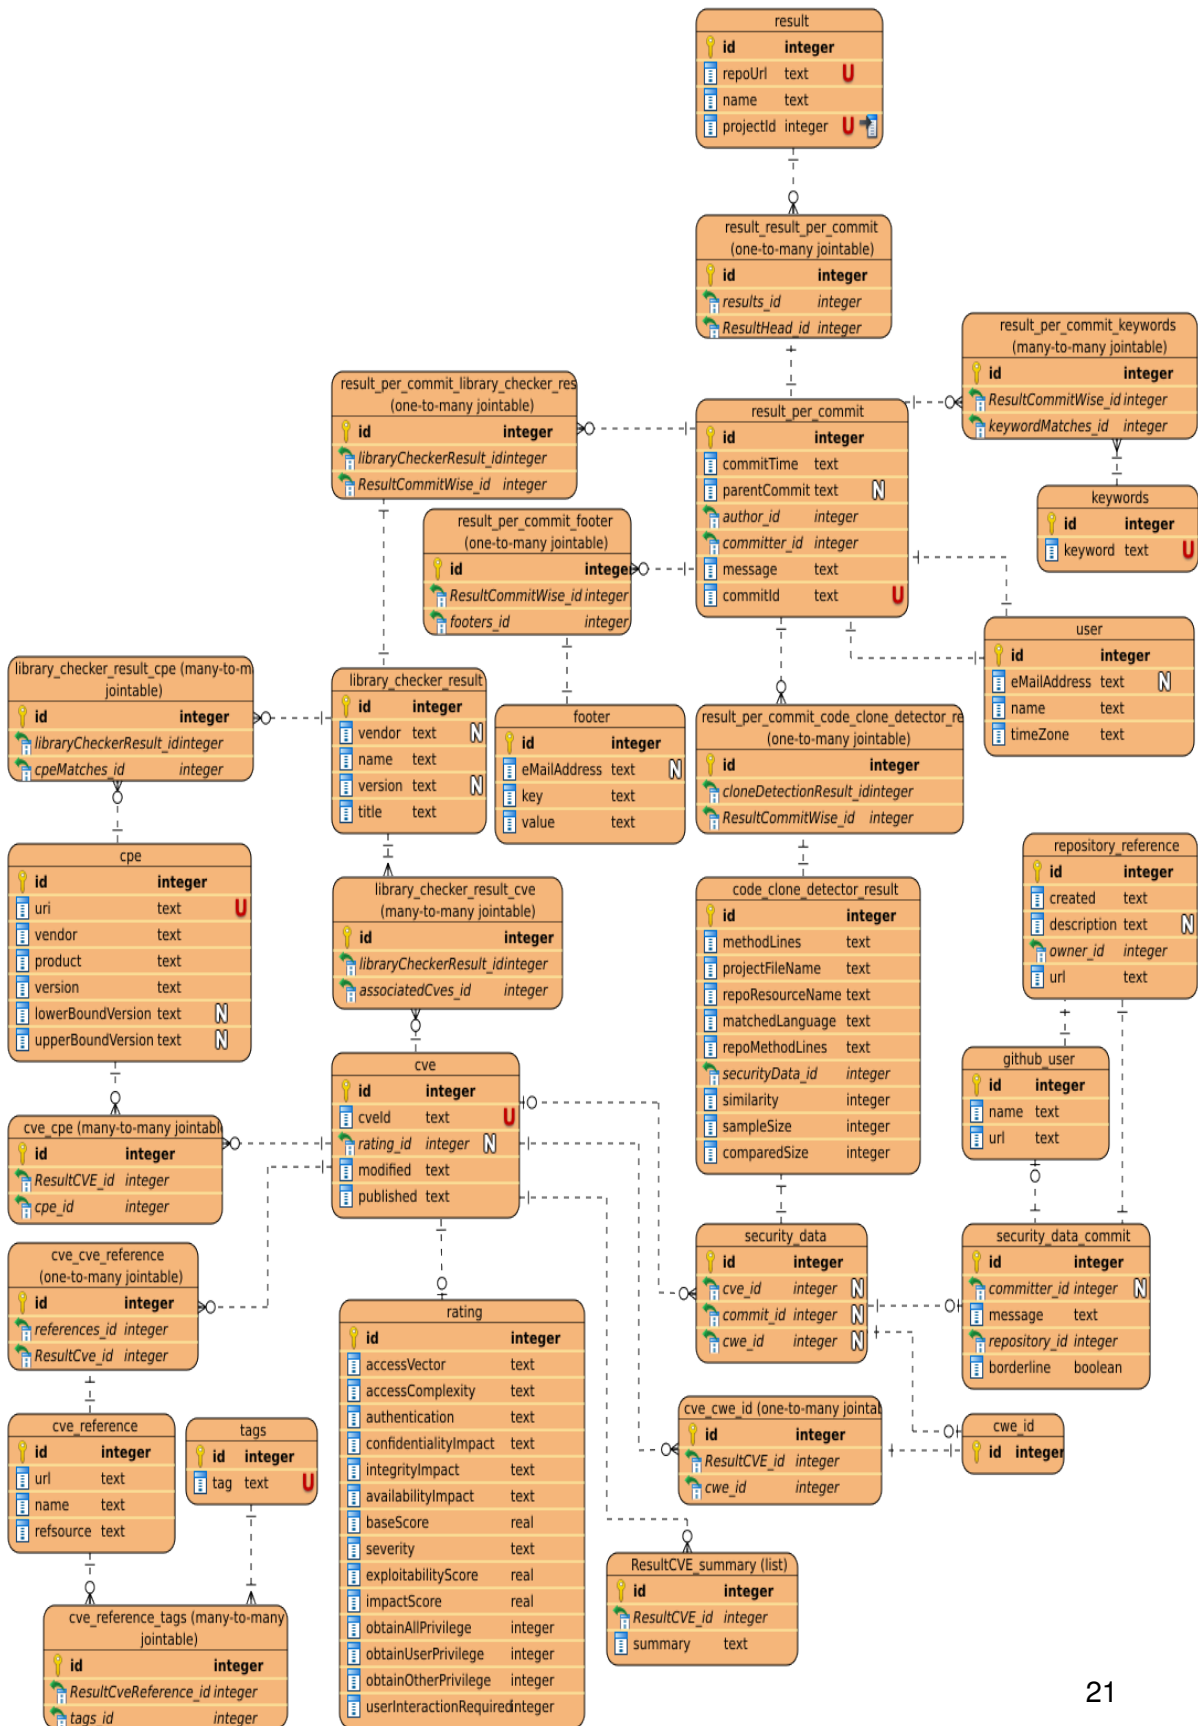 result
id integer
repoUrl text U
name text
projectId integer U
result_result_per_commit
(one-to-many jointable)
id integer
results_id integer
ResultHead_id integer
result_per_commit_keywords
(many-to-many jointable)
id integer
ResultCommitWise_id integer
keywordMatches_id integer
result_per_commit_library_checker_res
(one-to-many jointable)
id integer
libraryCheckerResult_id integer
ResultCommitWise_id integer
result_per_commit
id integer
commitTime text
parentCommit text N
author_id integer
committer_id integer
message text
commitId text U
keywords
id integer
keyword text U
result_per_commit_footer
(one-to-many jointable)
id integer
ResultCommitWise_id integer
footers_id integer
user
id integer
eMailAddress text N
name text
timeZone text
library_checker_result_cpe (many-to-m
jointable)
id integer
libraryCheckerResult_id integer
cpeMatches_id integer
library_checker_result
id integer
vendor text N
name text
version text N
title text
footer
id integer
eMailAddress text N
key text
value text
result_per_commit_code_clone_detector_re
(one-to-many jointable)
id integer
cloneDetectionResult_id integer
ResultCommitWise_id integer
cpe
id integer
uri text U
vendor text
product text
version text
lowerBoundVersion text N
upperBoundVersion text N
library_checker_result_cve
(many-to-many jointable)
id integer
libraryCheckerResult_id integer
associatedCves_id integer
code_clone_detector_result
id integer
methodLines text
projectFileName text
repoResourceName text
matchedLanguage text
repoMethodLines text
securityData_id integer
similarity integer
sampleSize integer
comparedSize integer
repository_reference
id integer
created text
description text N
owner_id integer
url text
github_user
id integer
name text
url text
cve
id integer
cveId text U
rating_id integer N
modified text
published text
cve_cpe (many-to-many jointabl
id integer
ResultCVE_id integer
cpe_id integer
cve_cve_reference
(one-to-many jointable)
id integer
references_id integer
ResultCve_id integer
security_data
id integer
cve_id integer N
commit_id integer N
cwe_id integer N
security_data_commit
id integer
committer_id integer N
message text
repository_id integer
borderline boolean
rating
id integer
accessVector text
accessComplexity text
authentication text
confidentialityImpact text
integrityImpact text
availabilityImpact text
baseScore real
severity text
exploitabilityScore real
impactScore real
obtainAllPrivilege integer
obtainUserPrivilege integer
obtainOtherPrivilege integer
userInteractionRequired integer
cve_cwe_id (one-to-many jointal
id integer
ResultCVE_id integer
cwe_id integer
cwe_id
id integer
cve_reference
id integer
url text
name text
refsource text
tags
id integer
tag text U
ResultCVE_summary (list)
id integer
ResultCVE_id integer
summary text
cve_reference_tags (many-to-many
jointable)
id integer
ResultCveReference_id integer
tags_id integer
21